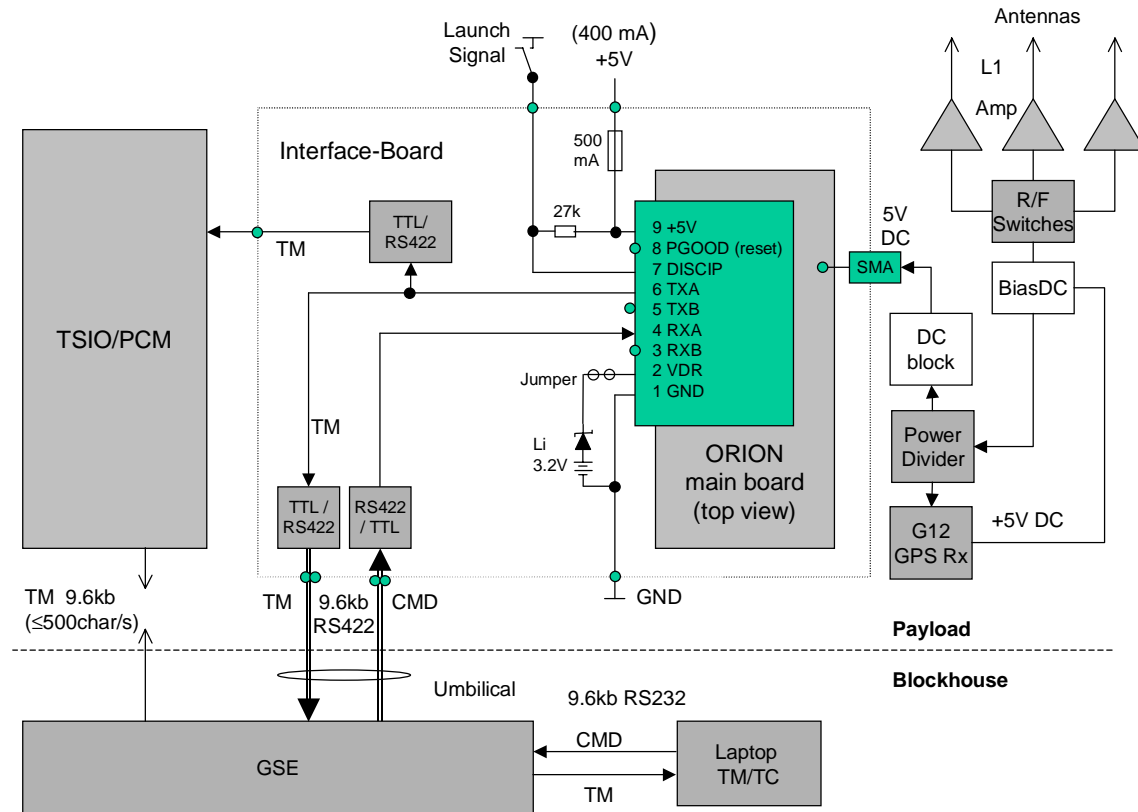 Launch
Signal
(400 mA)
+5V
Antennas
L1
Amp
Interface-Board
500
mA
27k
TTL/
RS422
TM
TSIO/PCM
9 +5V
8 PGOOD (reset)
7 DISCIP
6 TXA
5 TXB
4 RXA
3 RXB
2 VDR
1 GND
5V
DC
SMA
R/F
Switches
BiasDC
DC
block
Power
Divider
G12
GPS Rx
+5V DC
Jumper
Li
3.2V
ORION
main board
(top view)
TM
TTL /
RS422
RS422
/ TTL
TM
9.6kb
RS422
CMD
GND
TM 9.6kb
(≤500char/s)
Payload
Blockhouse
Umbilical
9.6kb RS232
GSE
CMD
TM
Laptop
TM/TC